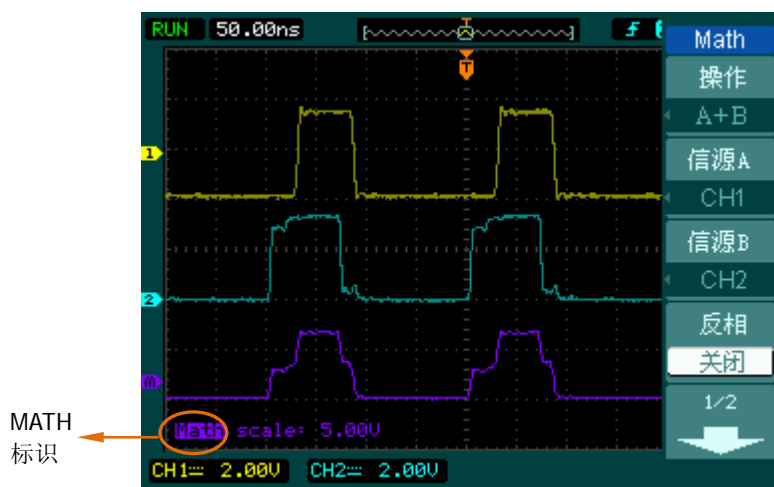 RUN 50.00ns
T
Math
操作
A+B
信源A
CH1
信源B
CH2
反相
关闭
1/2
T
1
2
m
Math scale: 5.00V
CH1 2.00V CH2 2.00V
MATH
标识